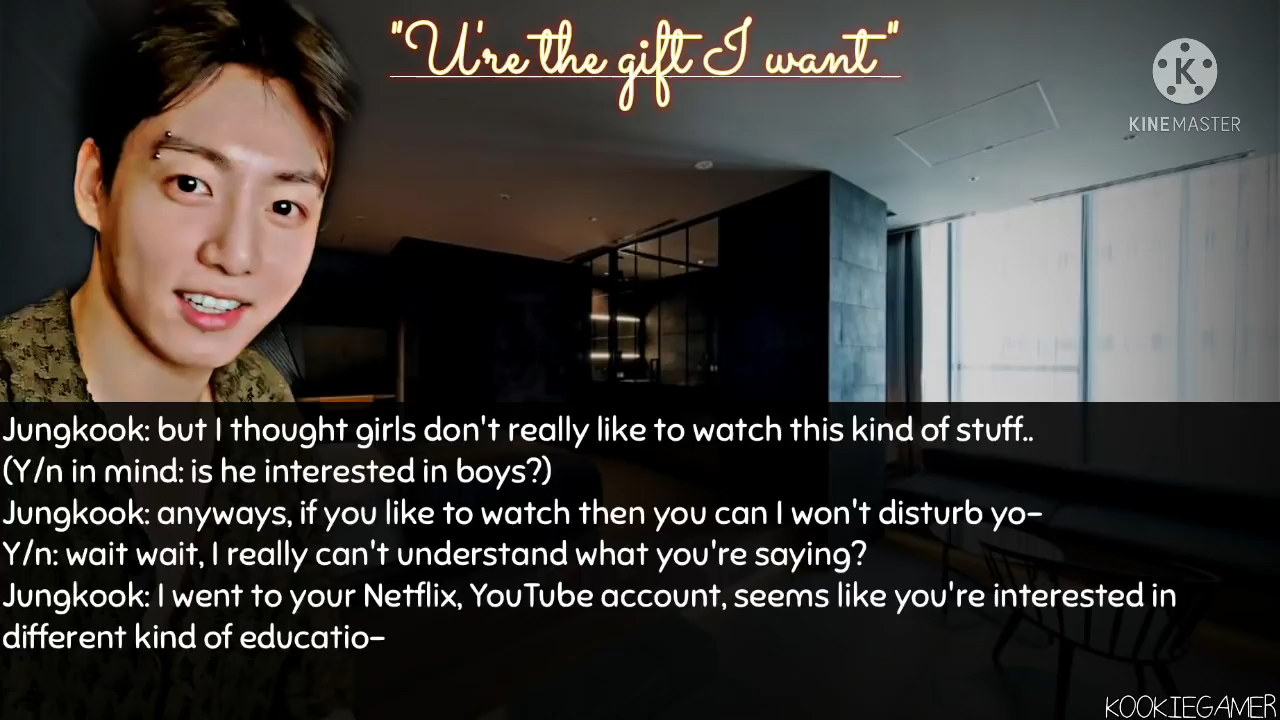 "U're the gift I want"
K
KINEMASTER
Jungkook: but I thought girls don't really like to watch this kind of stuff..
(Y/n in mind: is he interested in boys?)
Jungkook: anyways, if you like to watch then you can I won't disturb yo-
Y/n: wait wait, I really can't understand what you're saying?
Jungkook: I went to your Netflix, YouTube account, seems like you're interested in
different kind of educatio-
KOOKIEGAMER